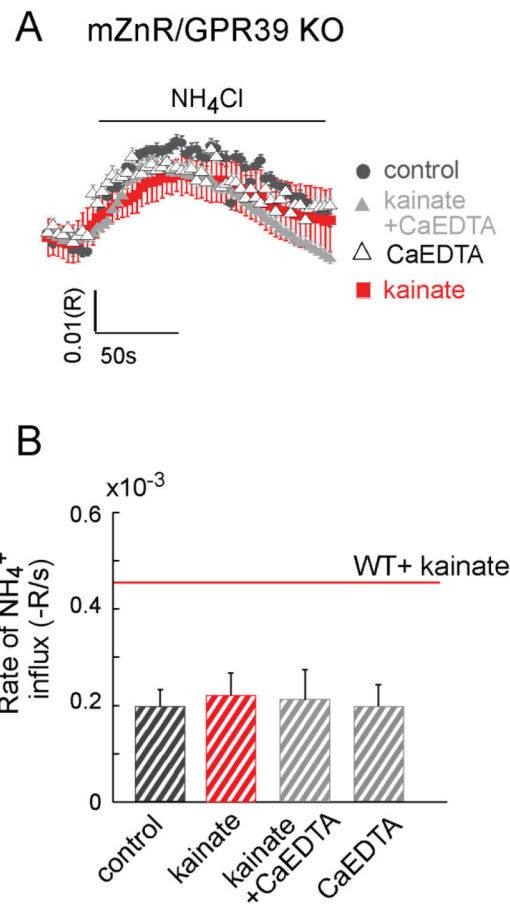 A mZnR/GPR39 KO
NH₄Cl
control
kainate
+CaEDTA
CaEDTA
kainate
0.01(R)
50s
B
x10⁻³
0.6
WT+ kainate
0.4
0.2
0
Rate of NH₄⁺
influx (-R/s)
control
kainate
kainate
+CaEDTA
CaEDTA